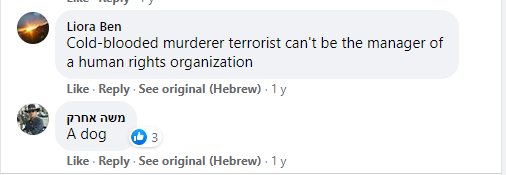 Liora Ben
Cold-blooded murderer terrorist can't be the manager of
a human rights organization
Like · Reply · See original (Hebrew) · 1 y
משה אחרק
A dog
3
Like · Reply · See original (Hebrew) · 1 y